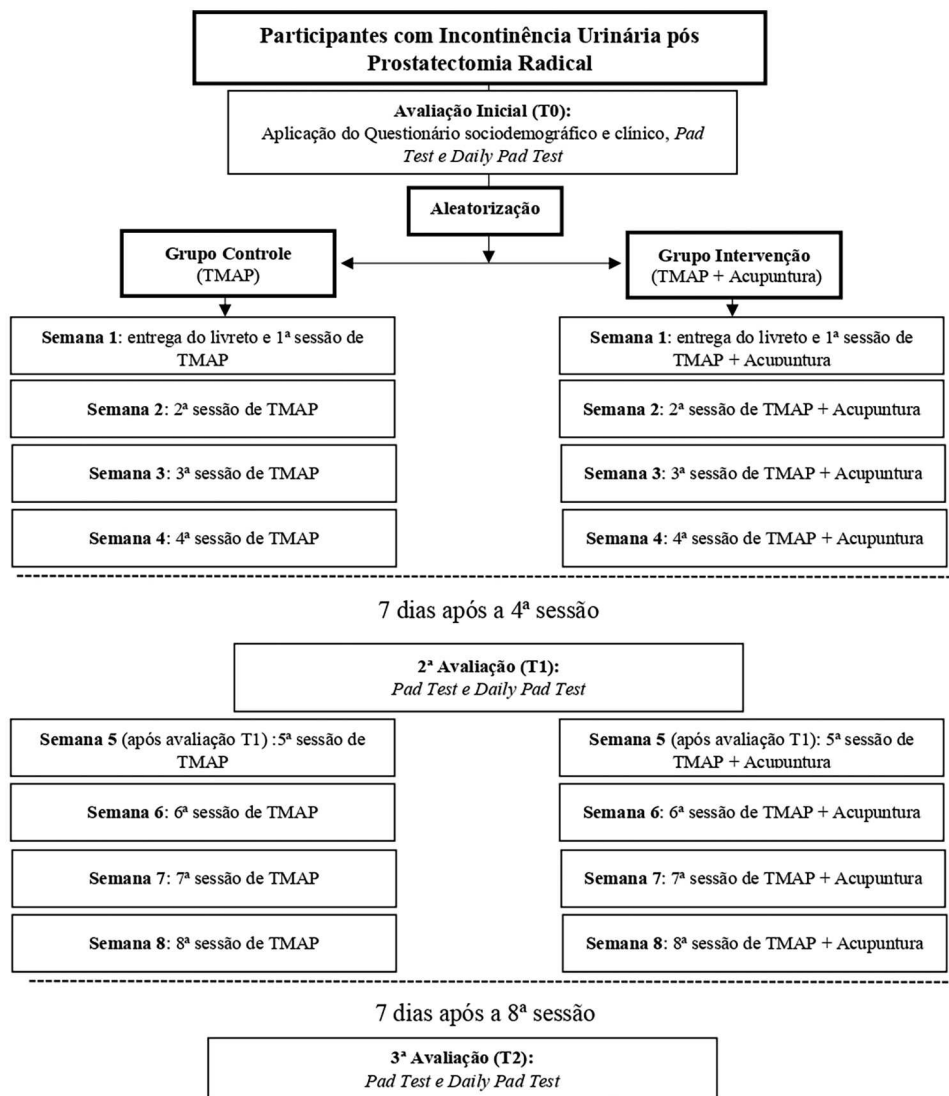 Participantes com Incontinência Urinária pós
Prostatectomia Radical
Avaliação Inicial (T0):
Aplicação do Questionário sociodemográfico e clínico, Pad
Test e Daily Pad Test
Aleatorização
Grupo Controle
(TMAP)
Grupo Intervenção
(TMAP + Acupuntura)
Semana 1: entrega do livreto e 1ª sessão de
TMAP
Semana 1: entrega do livreto e 1ª sessão de
TMAP + Acupuntura
Semana 2: 2ª sessão de TMAP
Semana 2: 2ª sessão de TMAP + Acupuntura
Semana 3: 3ª sessão de TMAP
Semana 3: 3ª sessão de TMAP + Acupuntura
Semana 4: 4ª sessão de TMAP
Semana 4: 4ª sessão de TMAP + Acupuntura
7 dias após a 4ª sessão
2ª Avaliação (T1):
Pad Test e Daily Pad Test
Semana 5 (após avaliação T1) :5ª sessão de
TMAP
Semana 5 (após avaliação T1): 5ª sessão de
TMAP + Acupuntura
Semana 6: 6ª sessão de TMAP
Semana 6: 6ª sessão de TMAP + Acupuntura
Semana 7: 7ª sessão de TMAP
Semana 7: 7ª sessão de TMAP + Acupuntura
Semana 8: 8ª sessão de TMAP
Semana 8: 8ª sessão de TMAP + Acupuntura
7 dias após a 8ª sessão
3ª Avaliação (T2):
Pad Test e Daily Pad Test